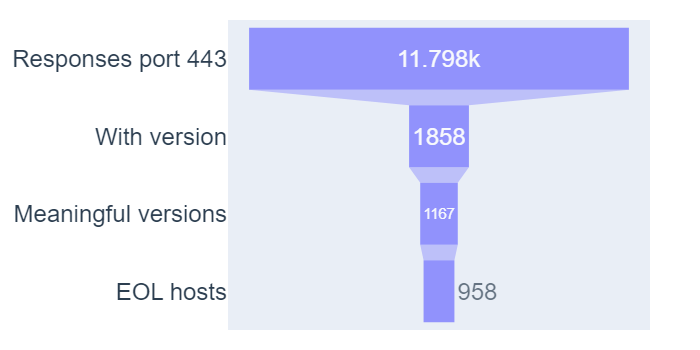 Responses port 443 11.798k
With version 1858
Meaningful versions 1167
EOL hosts 958